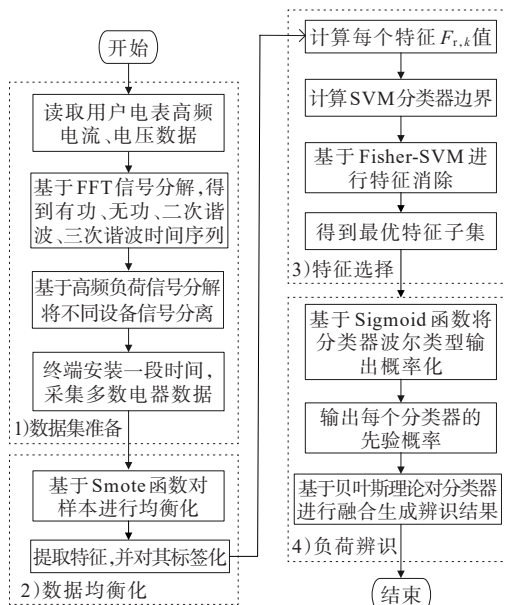 开始
读取用户电表高频
电流、电压数据
基于FFT信号分解，得
到有功、无功、二次谐
波、三次谐波时间序列
基于高频负荷信号分解
将不同设备信号分离
终端安装一段时间，
采集多数电器数据
1)数据集准备
基于Smote函数对
样本进行均衡化
提取特征,并对其标签化
2)数据均衡化
计算每个特征Fr,k值
计算SVM分类器边界
基于Fisher-SVM进
行特征消除
得到最优特征子集
3)特征选择
基于Sigmoid函数将
分类器波尔类型输
出概率化
输出每个分类器的
先验概率
基于贝叶斯理论对分类器
进行融合生成辨识结果
4)负荷辨识
结束